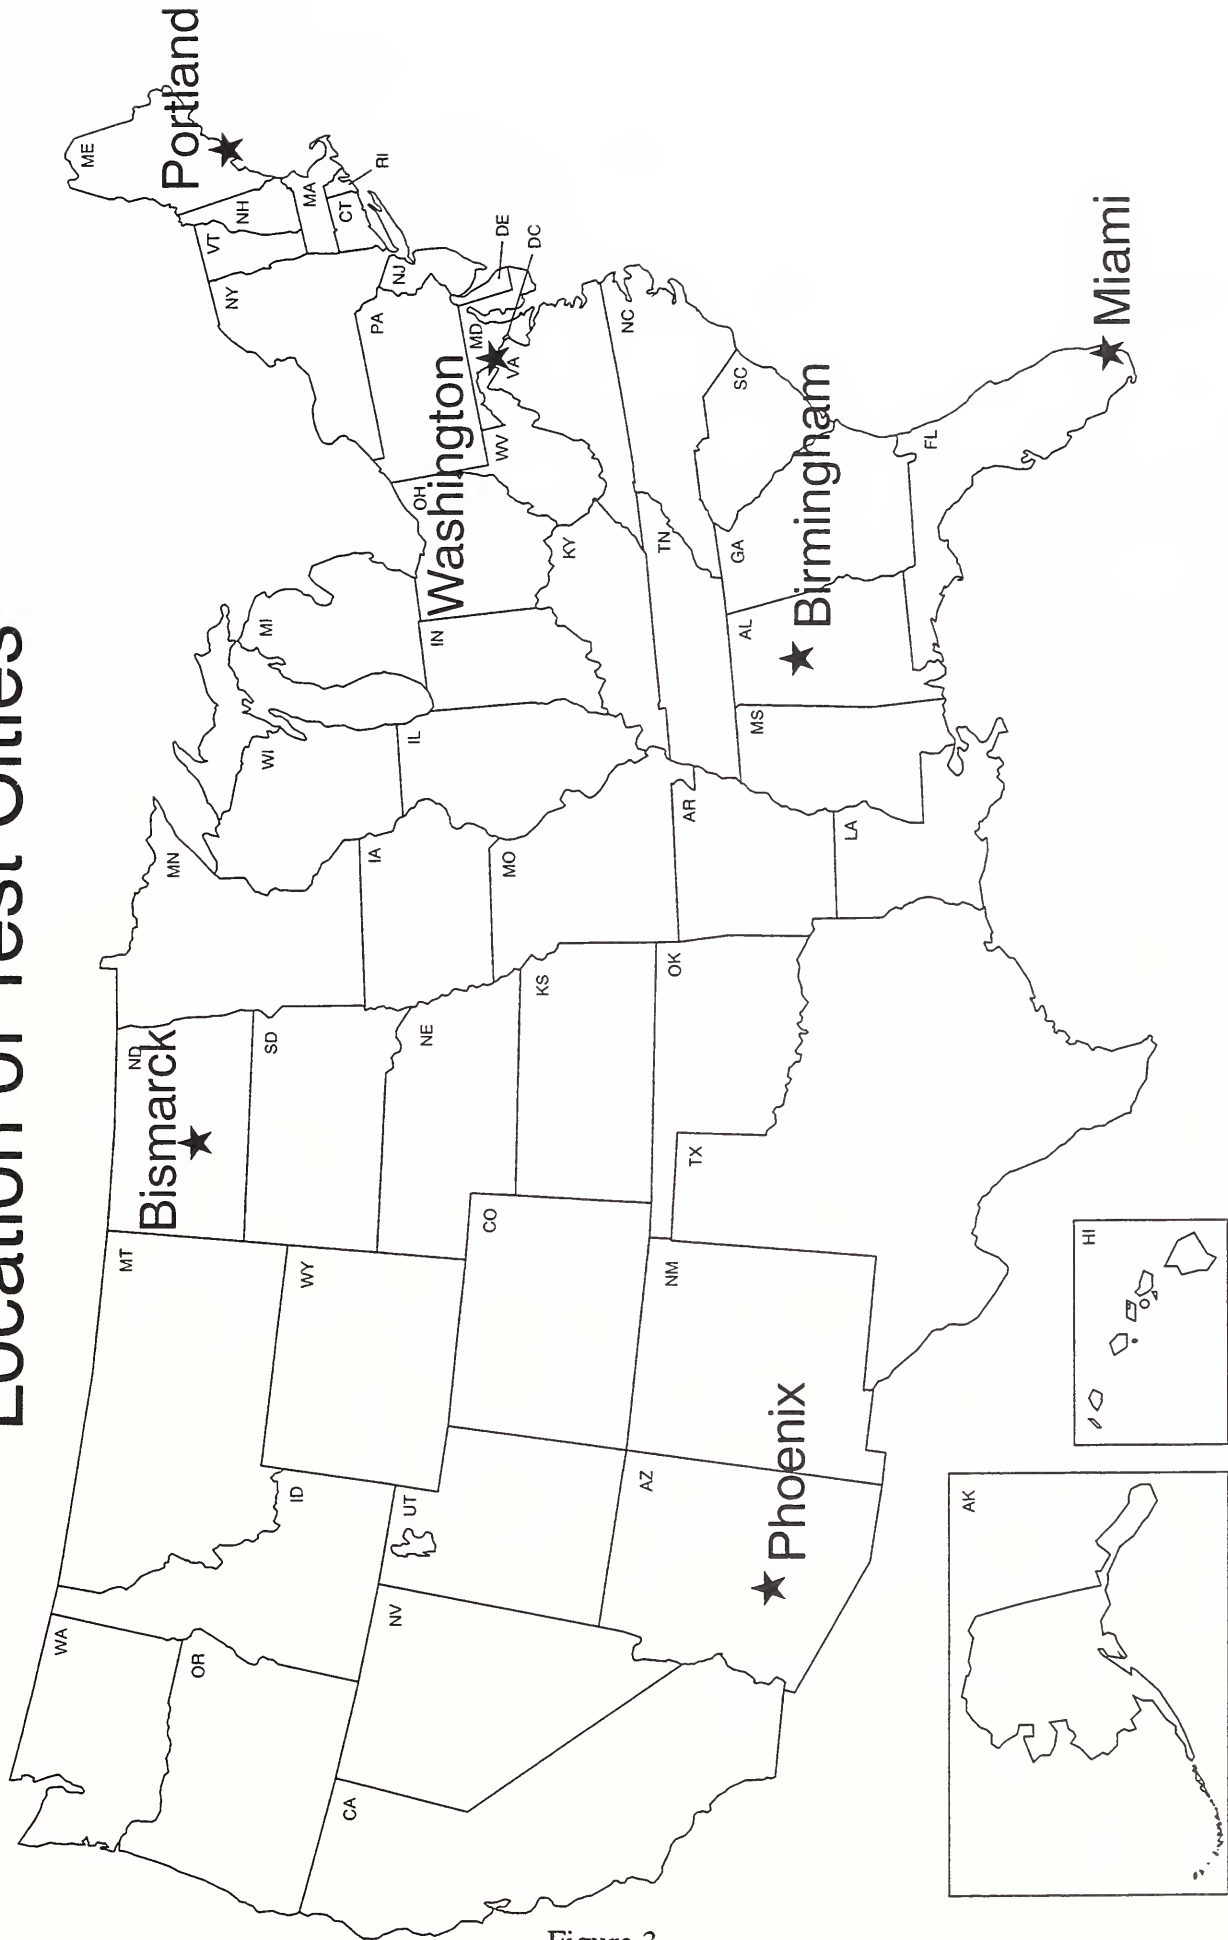 Location of Test Cities
WA
MT
ND
Bismarck
MN
OR
ID
SD
WI
MI
WY
NE
IA
IL
IN
OH
PA
NY
VT
NH
ME
Portland
MA
RI
CT
NJ
DE
DC
MD
VA
WV
Washington
CA
NV
UT
CO
KS
MO
KY
AZ
NM
OK
TX
AR
TN
NC
SC
MS
AL
GA
Birmingham
LA
FL
Miami
Phoenix
AK
HI
Figure 3